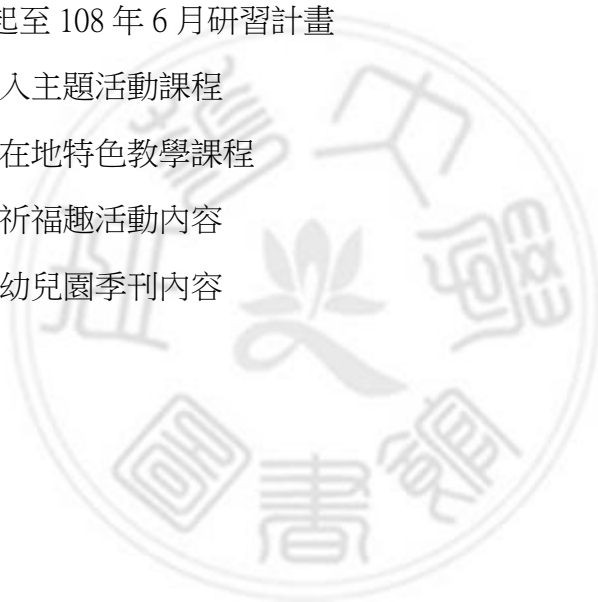 起至 108 年 6 月研習計畫
入主題活動課程
在地特色教學課程
祈福趣活動內容
幼兒園季刊內容